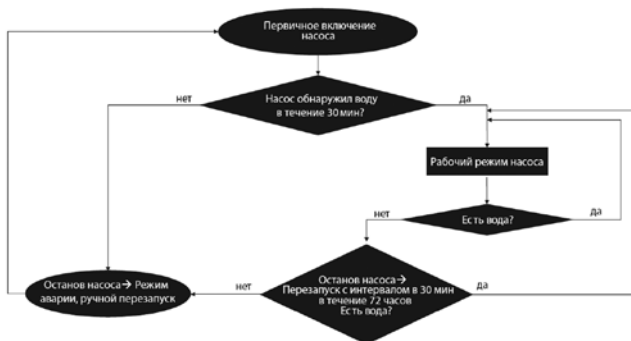 Первичное включение
насоса
нет
Насос обнаружил воду
в течение 30 мин?
да
Рабочий режим насоса
нет
Есть вода?
да
Останов насоса→ Режим
аварии, ручной перезапуск
нет
Останов насоса→
Перезапуск с интервалом в 30 мин
в течение 72 часов
Есть вода?
да